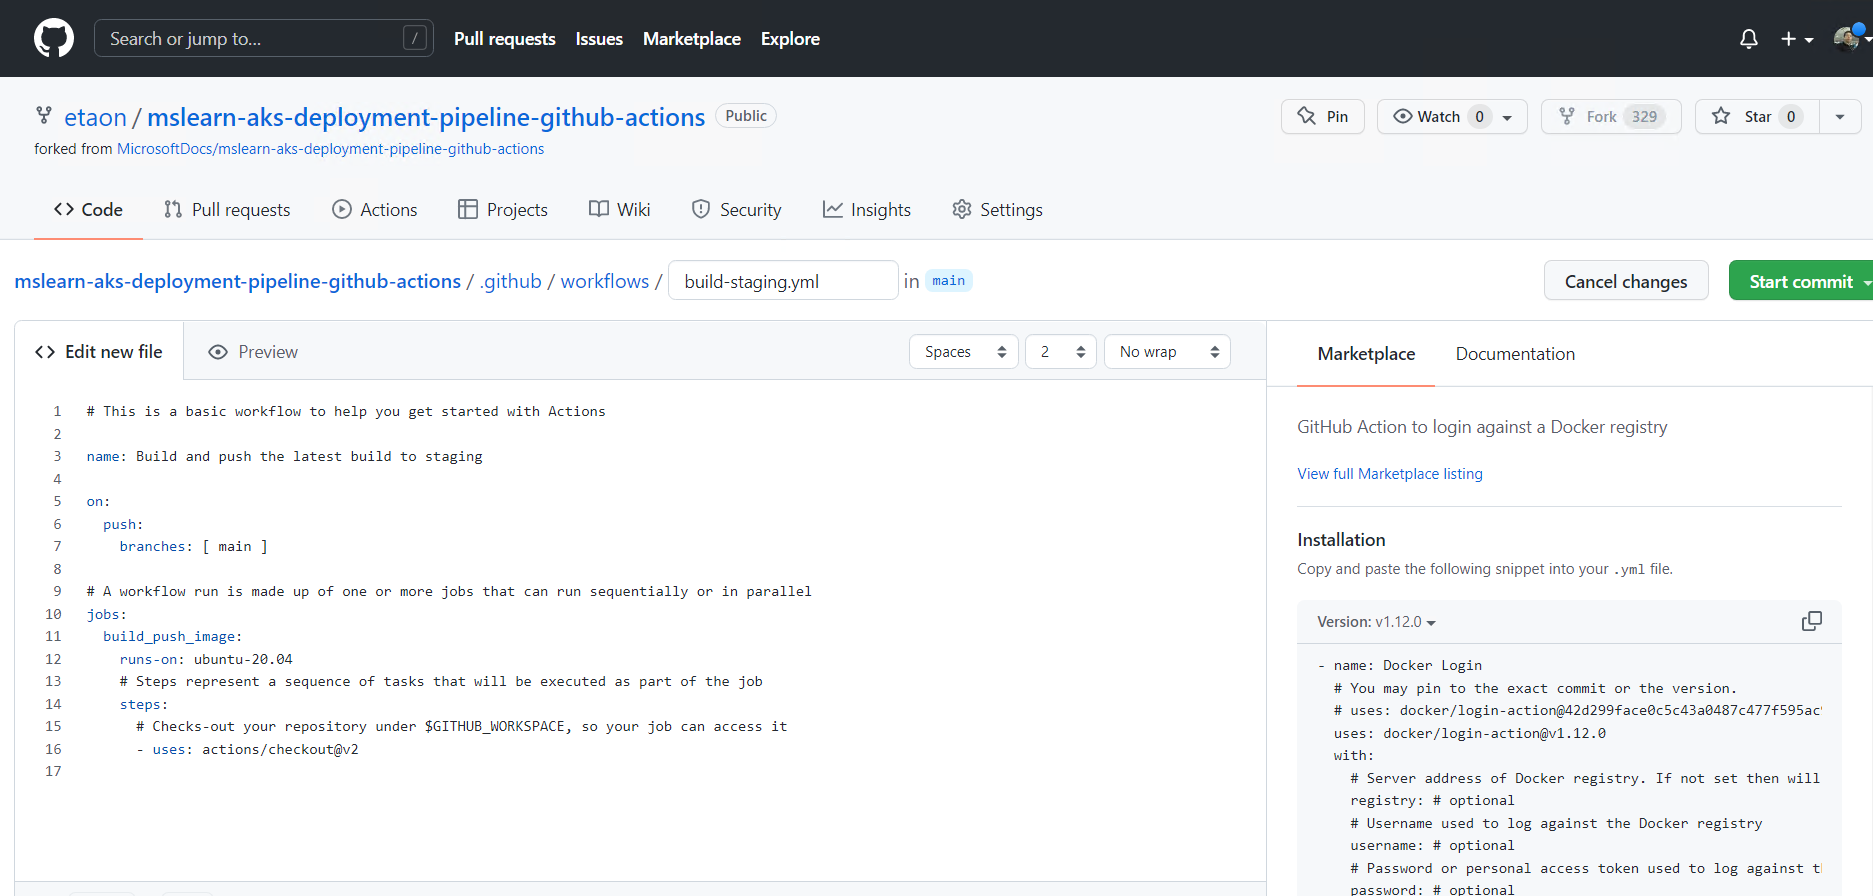 Search or jump to... /
Pull requests Issues Marketplace Explore
etaon / mslearn-aks-deployment-pipeline-github-actions Public
forked from MicrosoftDocs/mslearn-aks-deployment-pipeline-github-actions
Pin Watch 0 Fork 329 Star 0
Code Pull requests Actions Projects Wiki Security Insights Settings
mslearn-aks-deployment-pipeline-github-actions / .github / workflows / build-staging.yml in main
Cancel changes Start commit
Edit new file Preview
Spaces 2 No wrap
1 # This is a basic workflow to help you get started with Actions
2
3 name: Build and push the latest build to staging
4
5 on:
6   push:
7     branches: [ main ]
8
9 # A workflow run is made up of one or more jobs that can run sequentially or in parallel
10 jobs:
11   build_push_image:
12     runs-on: ubuntu-20.04
13     # Steps represent a sequence of tasks that will be executed as part of the job
14     steps:
15       # Checks-out your repository under $GITHUB_WORKSPACE, so your job can access it
16       - uses: actions/checkout@v2
17
Marketplace Documentation
GitHub Action to login against a Docker registry
View full Marketplace listing
Installation
Copy and paste the following snippet into your .yml file.
Version: v1.12.0
- name: Docker Login
  # You may pin to the exact commit or the version.
  # uses: docker/login-action@42d299face0c5c43a0487c477f595ac
  uses: docker/login-action@v1.12.0
  with:
    # Server address of Docker registry. If not set then will
    registry: # optional
    # Username used to log against the Docker registry
    username: # optional
    # Password or personal access token used to log against
    password: # optional